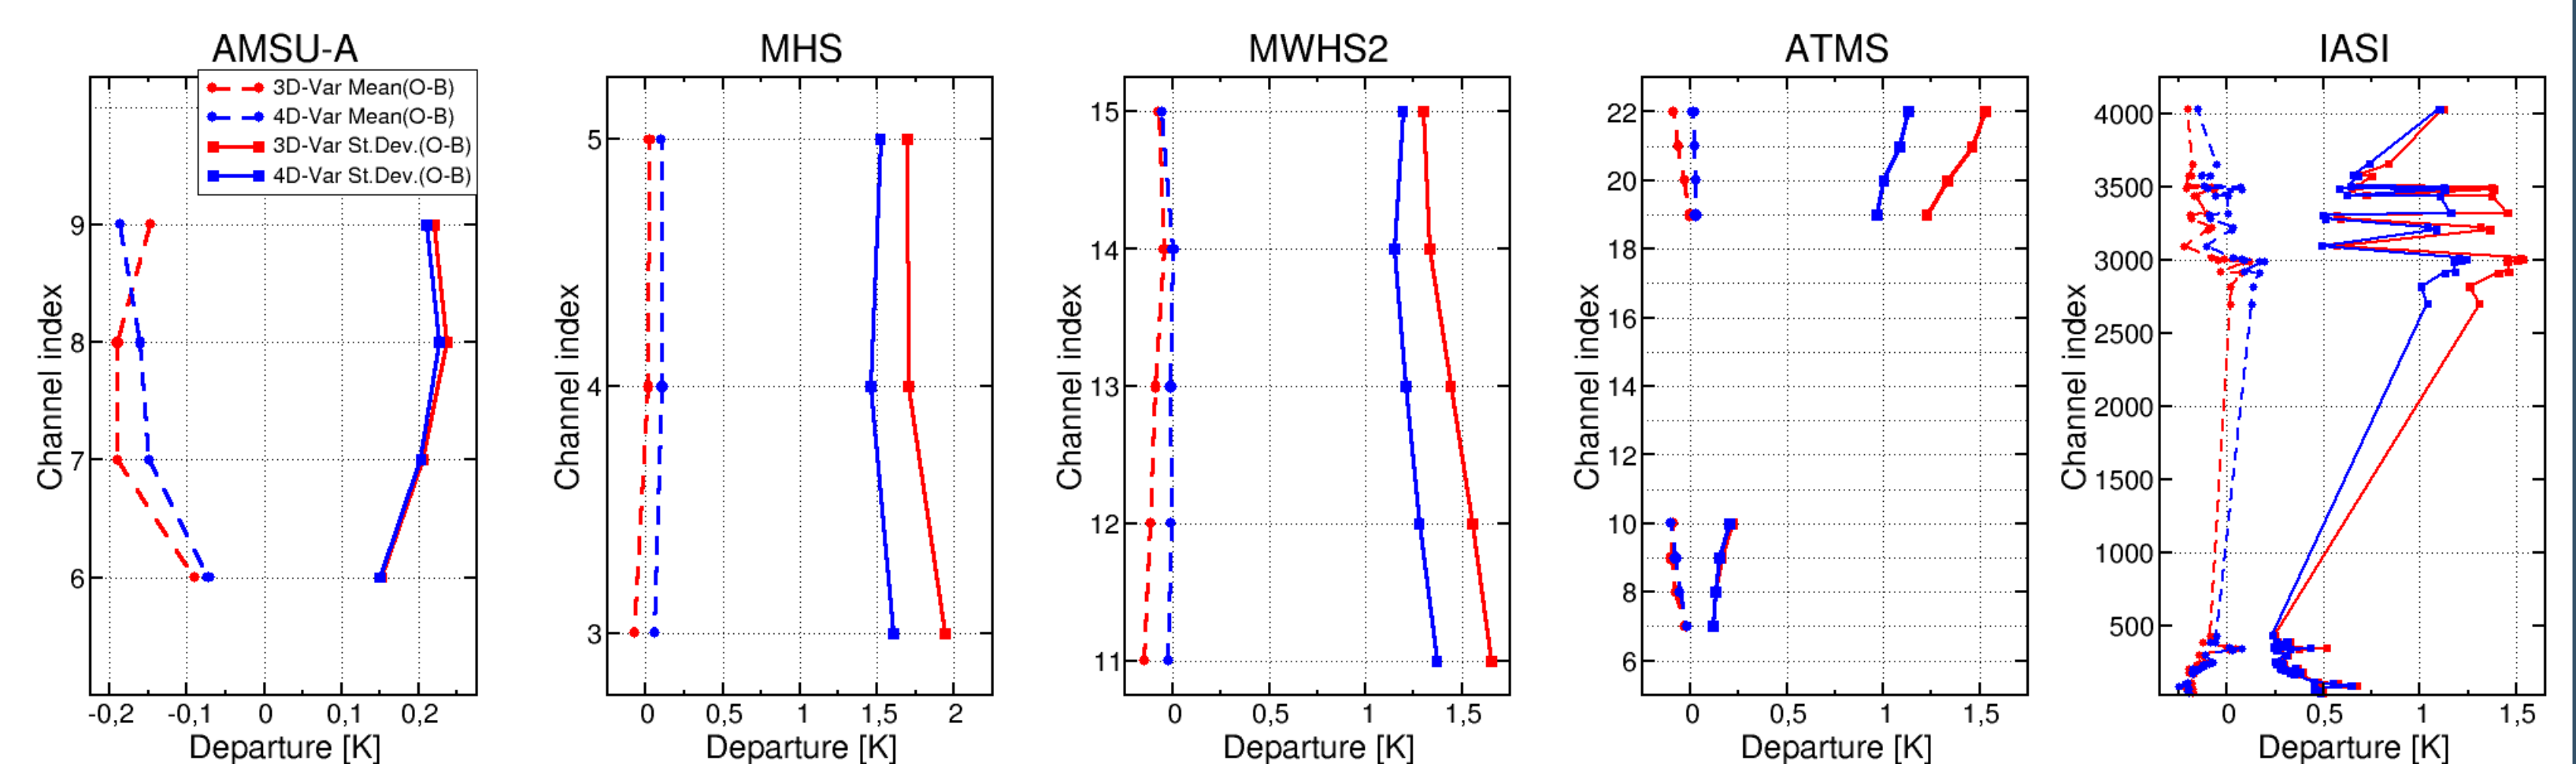 AMSU-A
3D-Var Mean(O-B)
4D-Var Mean(O-B)
3D-Var St.Dev.(O-B)
4D-Var St.Dev.(O-B)
9
8
7
6
Channel index
-0,2 -0,1 0 0,1 0,2
Departure [K]
MHS
5
4
3
Channel index
0 0,5 1 1,5 2
Departure [K]
MWHS2
15
14
13
12
11
Channel index
0 0,5 1 1,5
Departure [K]
ATMS
22
20
18
16
14
12
10
8
6
Channel index
0 0,5 1 1,5
Departure [K]
IASI
4000
3500
3000
2500
2000
1500
1000
500
Channel index
0 0,5 1 1,5
Departure [K]